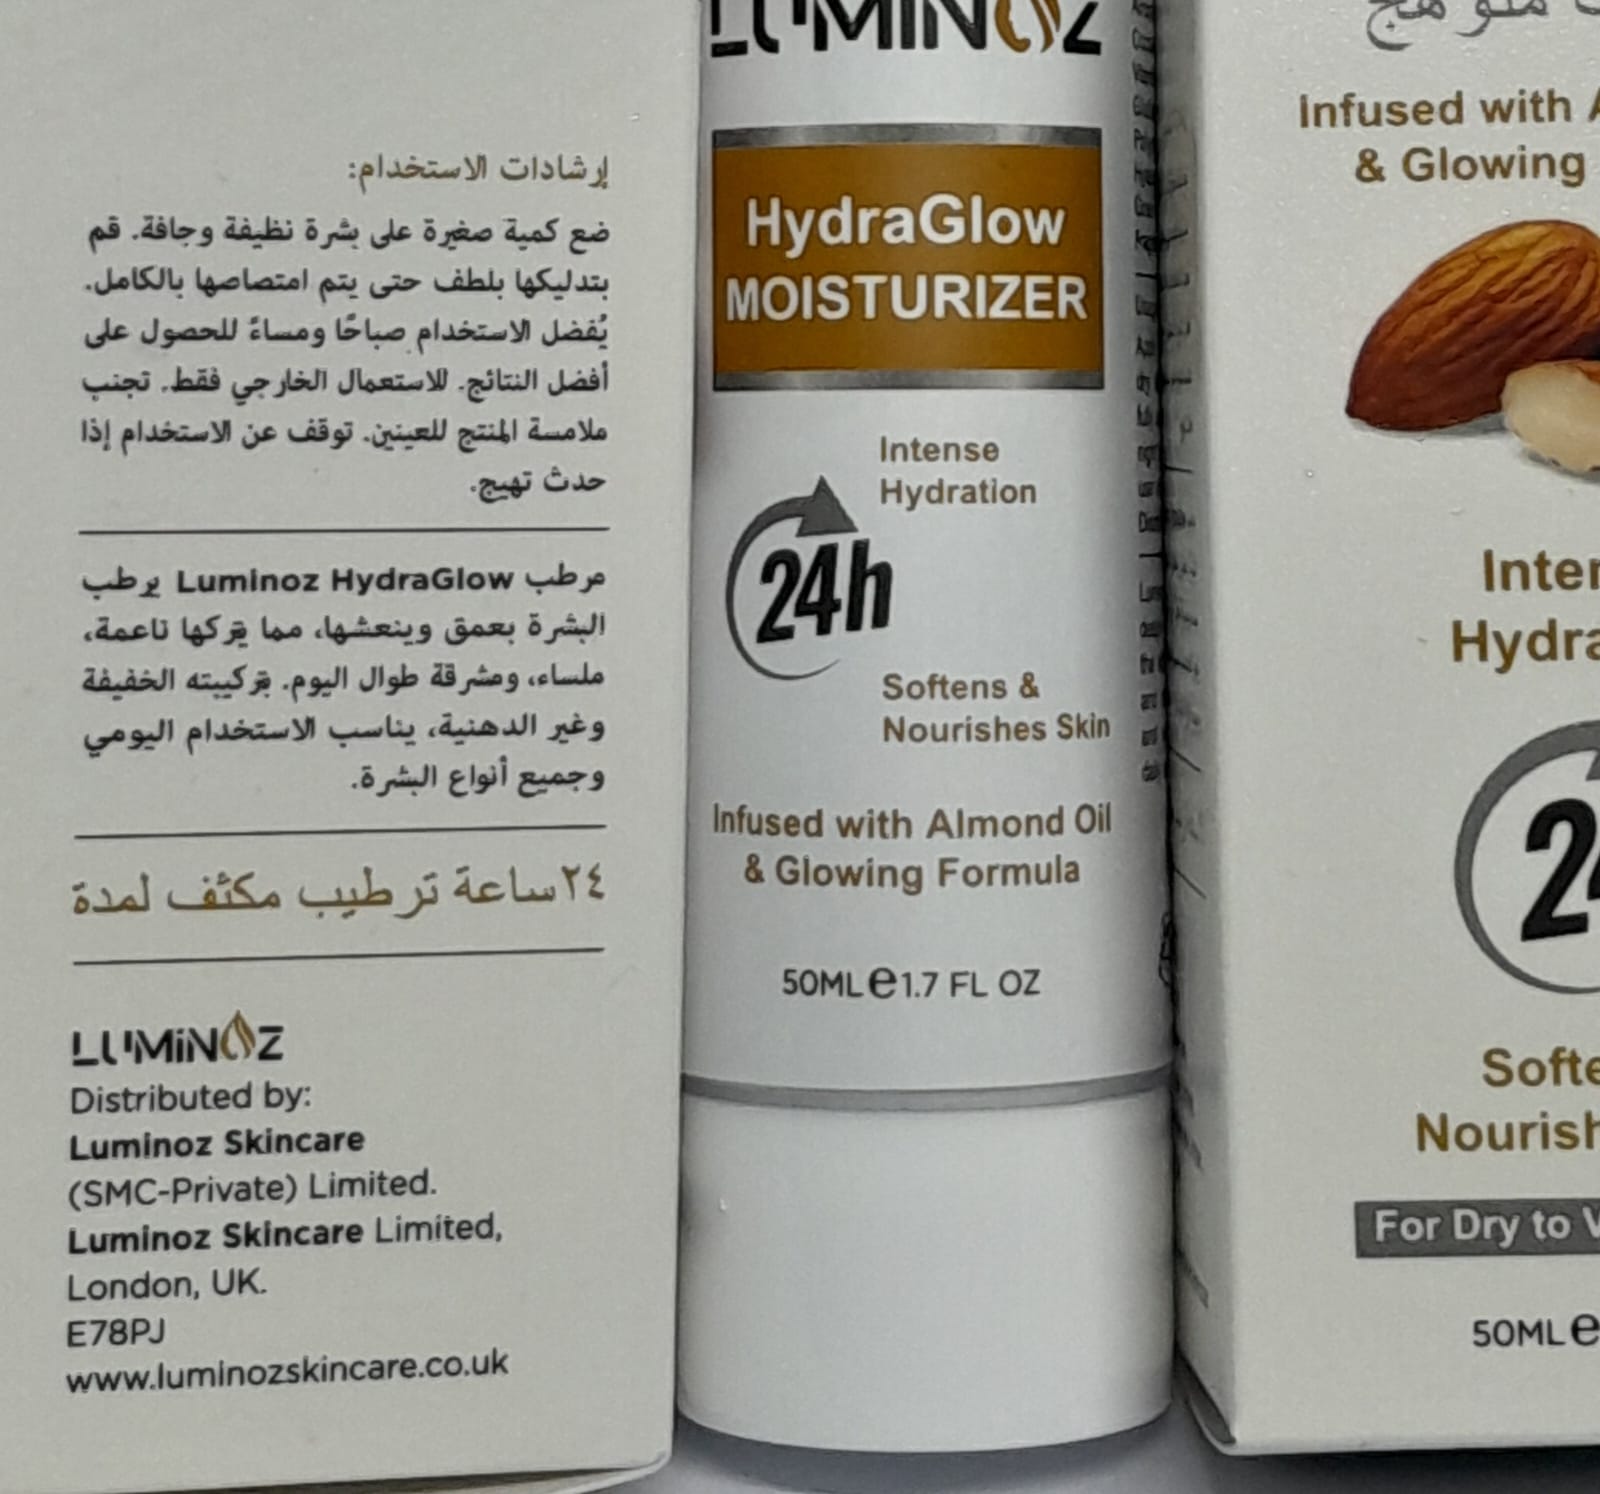 إرشادات الاستخدام:
ضع كمية صغيرة على بشرة نظيفة وجافة. قم
بتدليكها بلطف حتى يتم امتصاصها بالكامل.
يُفضل الاستخدام صباحًا ومساءً للحصول على
أفضل النتائج. للاستعمال الخارجي فقط. تجنب
ملامسة المنتج للعينين. توقف عن الاستخدام إذا
حدث تهيج.
مرطب Luminoz HydraGlow يرطب
البشرة بعمق وينعشها، مما يتركها ناعمة،
ملساء، ومشرقة طوال اليوم. بتركيبته الخفيفة
وغير الدهنية، يناسب الاستخدام اليومي
وجميع أنواع البشرة.
٢٤ساعة ترطيب مكثف لمدة
LUMINOZ
Distributed by:
Luminoz Skincare
(SMC-Private) Limited.
Luminoz Skincare Limited,
London, UK.
E78PJ
www.luminozskincare.co.uk
LUMINOZ
HydraGlow
MOISTURIZER
Intense
Hydration
24h
Softens &
Nourishes Skin
Infused with Almond Oil
& Glowing Formula
50MLe1.7 FL OZ
Infused with
& Glowing
For Dry to
50MLe